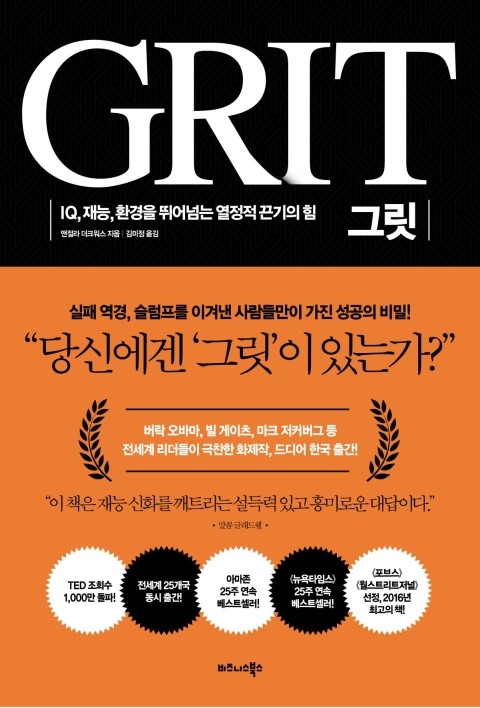 GRIT
IQ, 재능, 환경을 뛰어넘는 열정적 끈기의 힘
앤절라 더크워스 지음 | 김미정 옮김
그릿
실패 역경, 슬럼프를 이겨낸 사람들만이 가진 성공의 비밀!
“당신에겐 ‘그릿’이 있는가?”
버락 오바마, 빌 게이츠, 마크 저커버그 등
전세계 리더들이 극찬한 화제작, 드디어 한국 출간!
“이 책은 재능 신화를 깨트리는 설득력 있고 흥미로운 대답이다.”
• 말콤 글래드웰 •
TED 조회수
1,000만 돌파!
전세계 25개국
동시 출간!
아마존
25주 연속
베스트셀러!
《뉴욕타임스》
25주 연속
베스트셀러!
《포브스》
《월스트리트저널》
선정, 2016년
최고의 책!
비즈니스북스